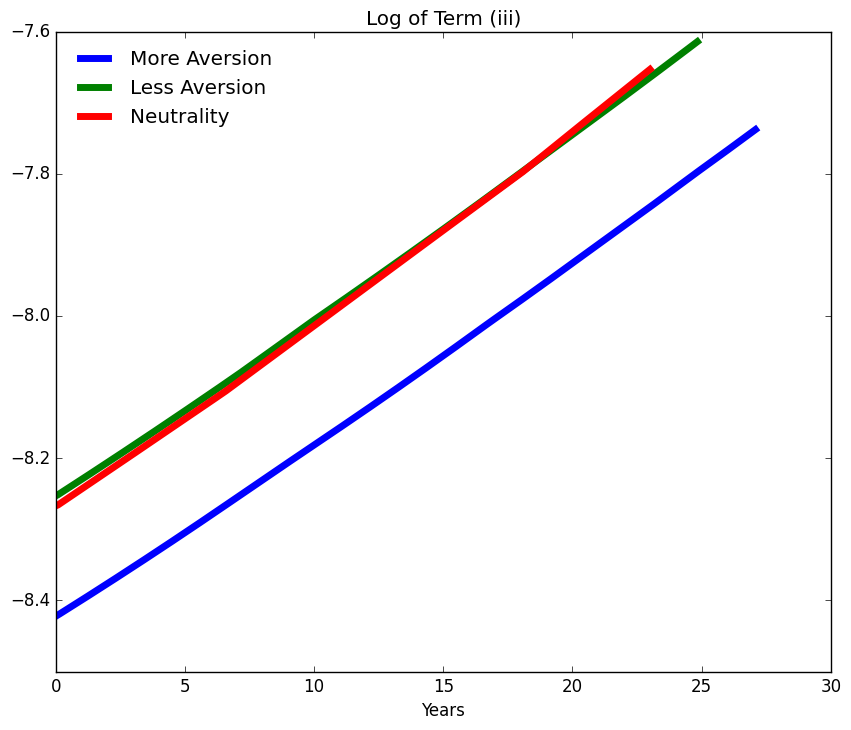 Log of Term (iii)
−7.6
More Aversion
Less Aversion
Neutrality
−7.8
−8.0
−8.2
−8.4
0 5 10 15 20 25 30
Years